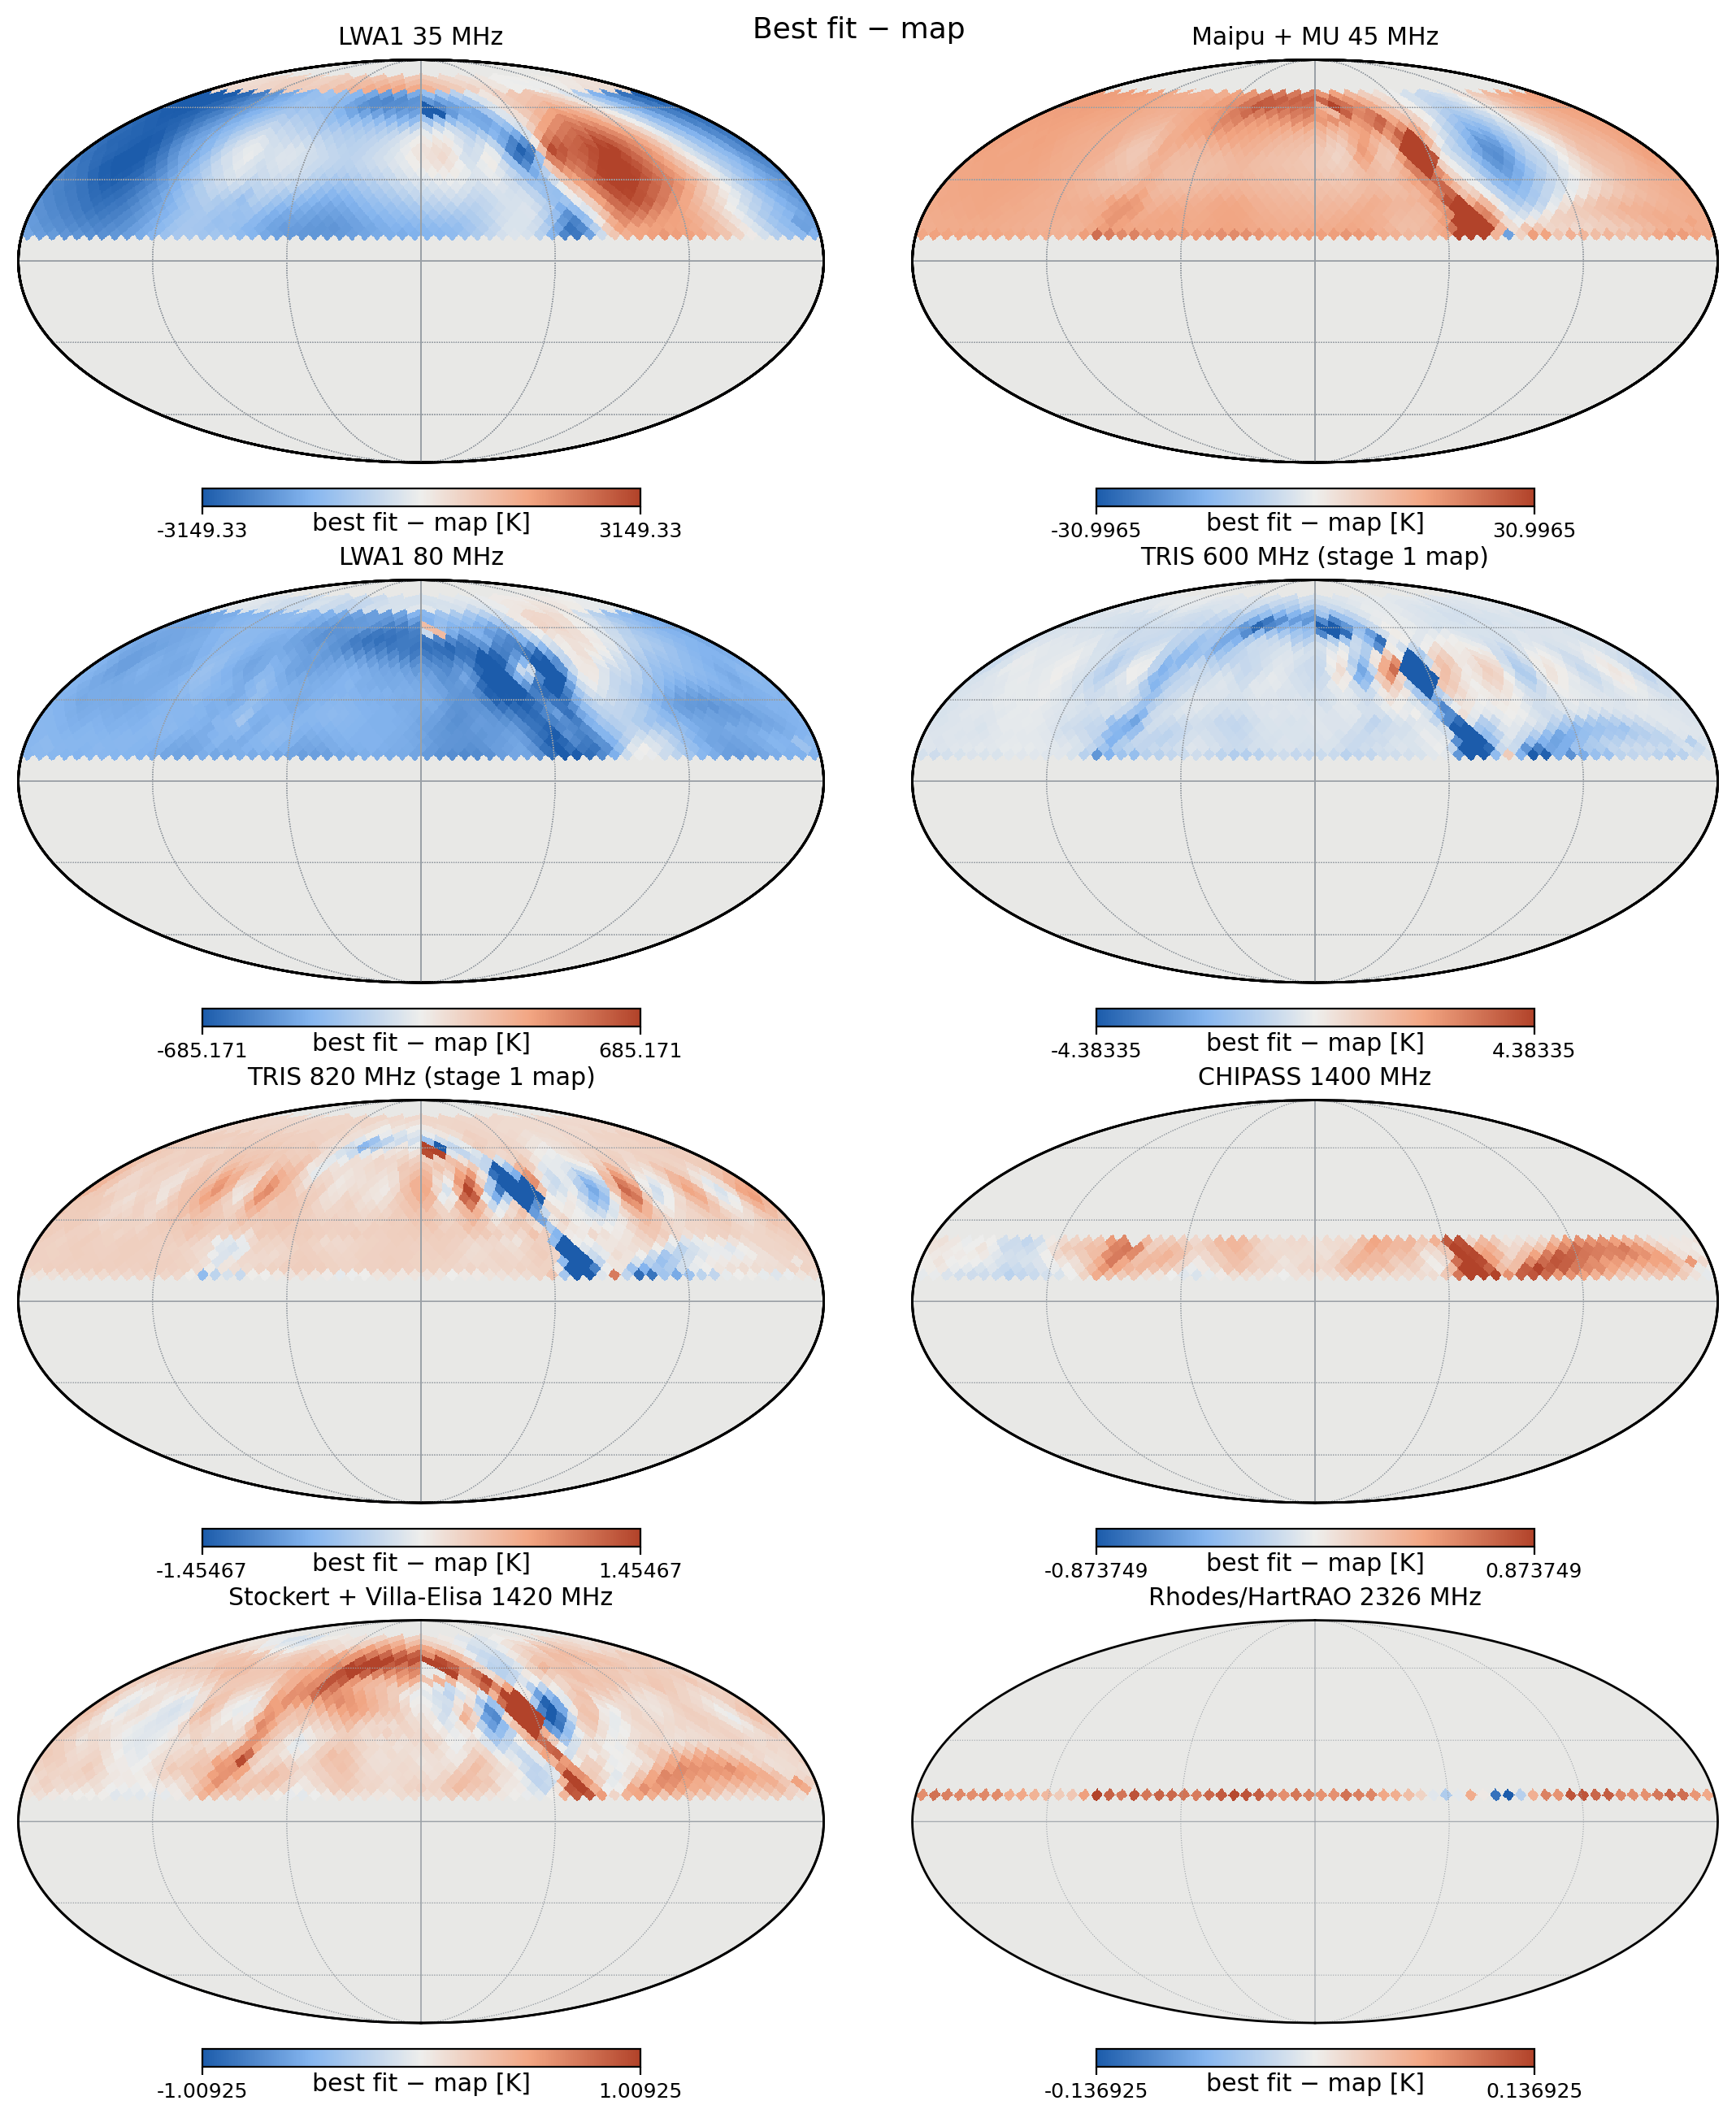 Best fit − map
LWA1 35 MHz
Maipu + MU 45 MHz
best fit − map [K]
-3149.33
3149.33
best fit − map [K]
-30.9965
30.9965
LWA1 80 MHz
TRIS 600 MHz (stage 1 map)
best fit − map [K]
-685.171
685.171
best fit − map [K]
-4.38335
4.38335
TRIS 820 MHz (stage 1 map)
CHIPASS 1400 MHz
best fit − map [K]
-1.45467
1.45467
best fit − map [K]
-0.873749
0.873749
Stockert + Villa-Elisa 1420 MHz
Rhodes/HartRAO 2326 MHz
best fit − map [K]
-1.00925
1.00925
best fit − map [K]
-0.136925
0.136925